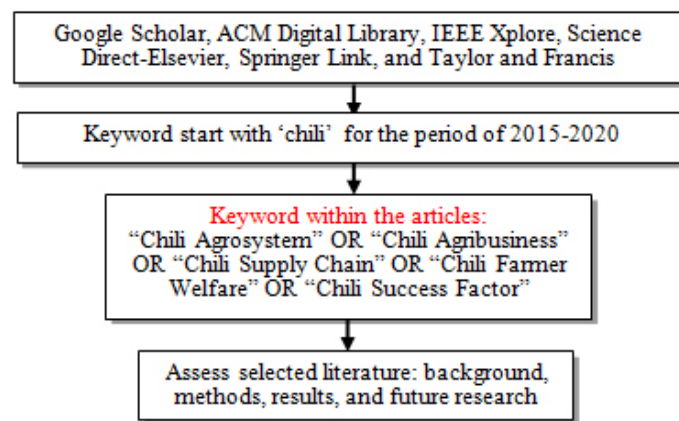 Google Scholar, ACM Digital Library, IEEE Xplore, Science
Direct-Elsevier, Springer Link, and Taylor and Francis
Keyword start with ‘chili’ for the period of 2015-2020
Keyword within the articles:
“Chili Agrosystem” OR “Chili Agribusiness”
OR “Chili Supply Chain” OR “Chili Farmer
Welfare” OR “Chili Success Factor”
Assess selected literature: background,
methods, results, and future research